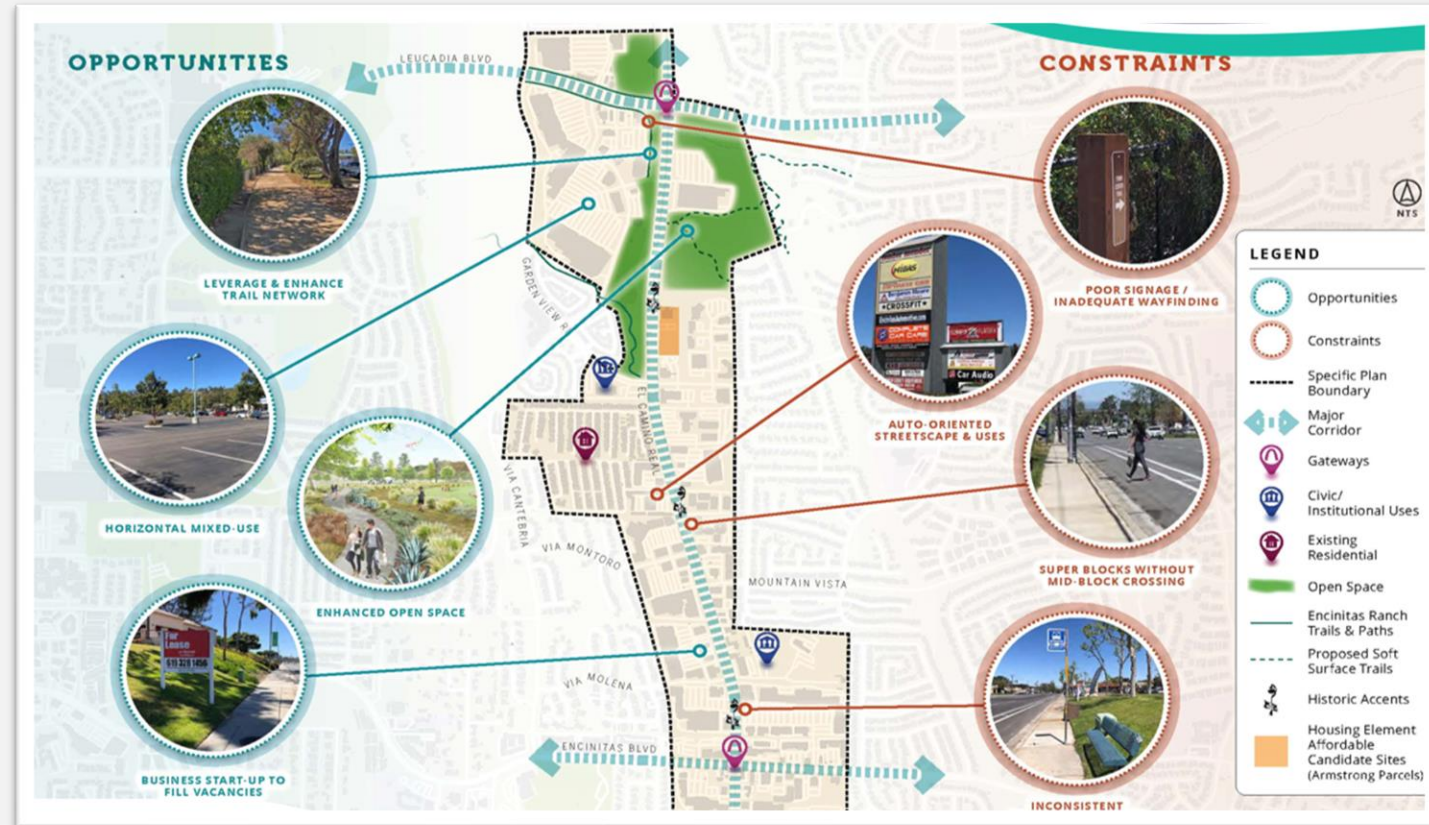 OPPORTUNITIES
CONSTRAINTS
LEUCADIA BLVD
LEVERAGE & ENHANCE
TRAIL NETWORK
HORIZONTAL MIXED-USE
ENHANCED OPEN SPACE
For
Lease
BUSINESS START-UP TO
FILL VACANCIES
GARDEN VIEW R
EL CAMINO REAL
VIA CANTEBRIA
VIA MONTORO
MOUNTAIN VISTA
VIA MOLENA
ENCINITAS BLVD
POOR SIGNAGE /
INADEQUATE WAYFINDING
MIDAS
CROSSFIT
COMPLETE
CAR CARE
Car Audio
AUTO-ORIENTED
STREETSCAPE & USES
SUPER BLOCKS WITHOUT
MID-BLOCK CROSSING
INCONSISTENT
NTS
LEGEND
Opportunities
Constraints
Specific Plan
Boundary
Major
Corridor
Gateways
Civic/
Institutional Uses
Existing
Residential
Open Space
Encinitas Ranch
Trails & Paths
Proposed Soft
Surface Trails
Historic Accents
Housing Element
Affordable
Candidate Sites
(Armstrong Parcels)